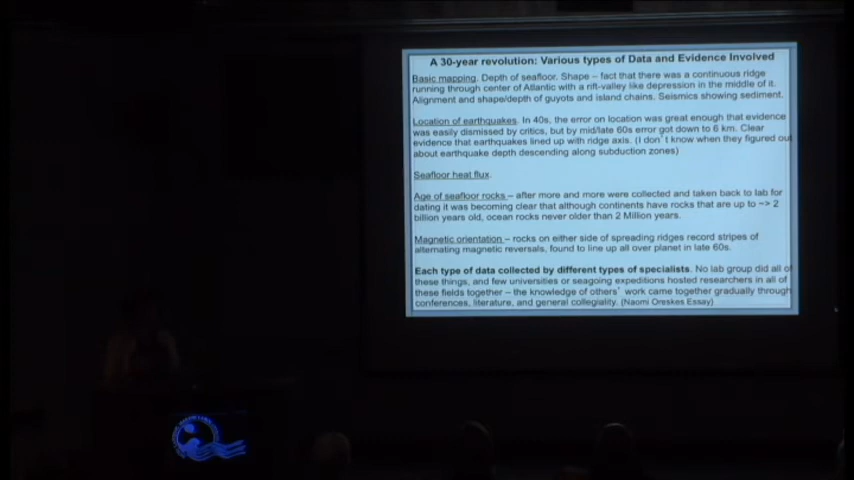 A 30-year revolution: Various types of Data and Evidence Involved
Basic mapping. Depth of seafloor. Shape – fact that there was a continuous ridge
running through center of Atlantic with a rift-valley like depression in the middle of it.
Alignment and shape/depth of guyots and island chains. Seismics showing sediment.
Location of earthquakes. In 40s, the error on location was great enough that evidence
was easily dismissed by critics, but by mid/late 60s error got down to 6 km. Clear
evidence that earthquakes lined up with ridge axis. (I don't know when they figured out
about earthquake depth descending along subduction zones)
Seafloor heat flux.
Age of seafloor rocks – after more and more were collected and taken back to lab for
dating it was becoming clear that although continents have rocks that are up to ~> 2
billion years old, ocean rocks never older than 2 Million years.
Magnetic orientation – rocks on either side of spreading ridges record stripes of
alternating magnetic reversals, found to line up all over planet in late 60s.
Each type of data collected by different types of specialists. No lab group did all of
these things, and few universities or seagoing expeditions hosted researchers in all of
these fields together – the knowledge of others' work came together gradually through
conferences, literature, and general collegiality. (Naomi Oreskes Essay)